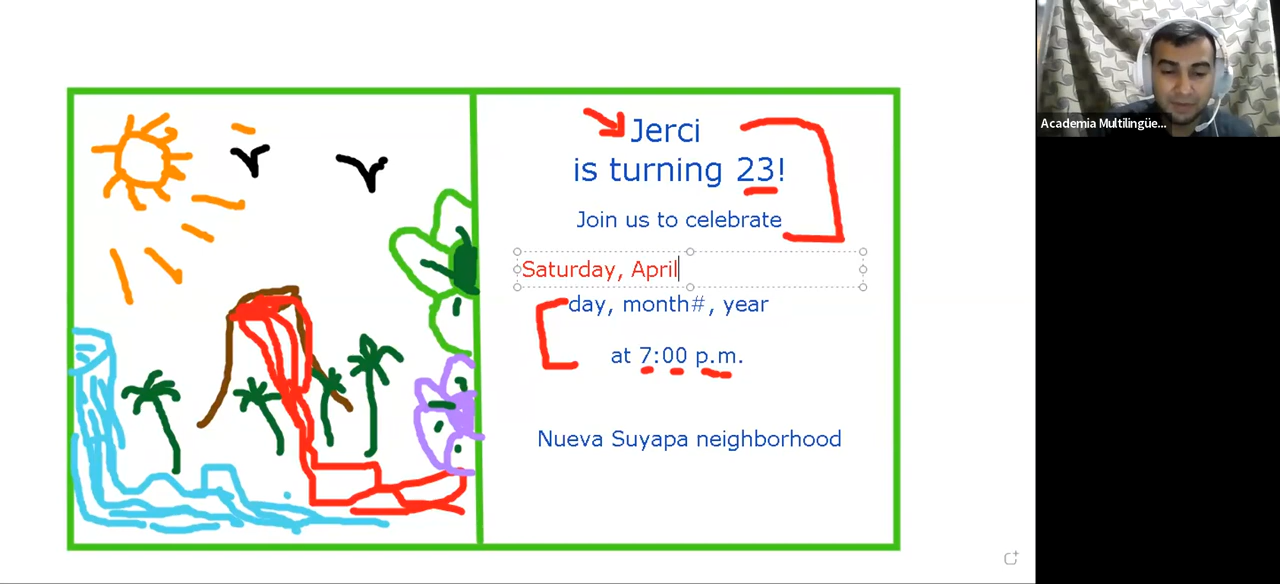 Jerci
is turning 23!
Join us to celebrate
Saturday, April
day, month#, year
at 7:00 p.m.
Nueva Suyapa neighborhood
Academia Multilingüe...